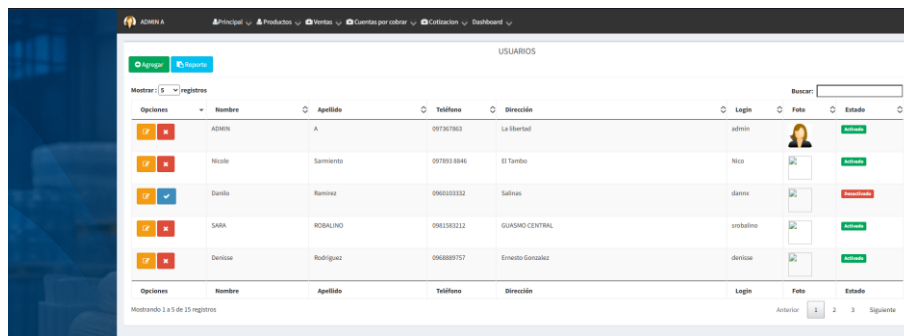 ADMIN A Principal Productos Ventas Cuentas por cobrar Cotizacion Dashboard
USUARIOS
Agregar Reporte
Mostrar : 5 registros Buscar:
Opciones Nombre Apellido Teléfono Dirección Login Foto Estado
ADMIN A 097367863 La libertad admin Activado
Nicole Sarmiento 097893 8846 El Tambo Nico Activado
Danilo Ramirez 0960103332 Salinas dannx Desactivado
SARA ROBALINO 0981583212 GUASMO CENTRAL srobalino Activado
Denisse Rodriguez 0968889757 Ernesto Gonzalez denisse Activado
Opciones Nombre Apellido Teléfono Dirección Login Foto Estado
Mostrando 1 a 5 de 15 registros Anterior 1 2 3 Siguiente